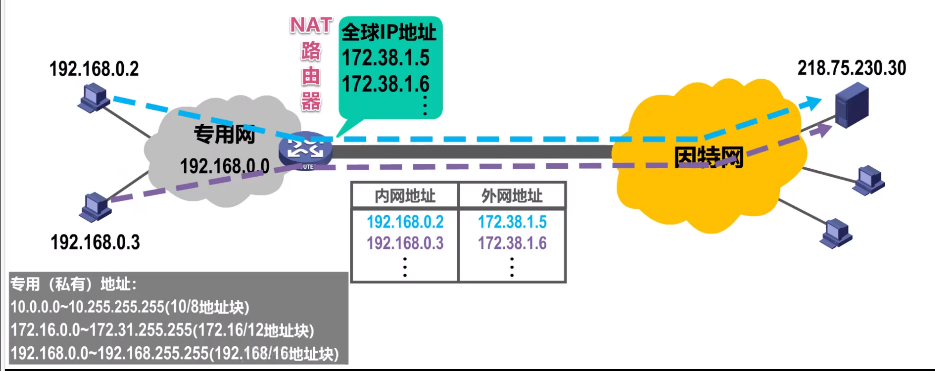 NAT
路
由
器
全球IP地址
172.38.1.5
172.38.1.6
⋮
192.168.0.2
218.75.230.30
专用网
192.168.0.0
因特网
192.168.0.3
内网地址 外网地址
192.168.0.2 172.38.1.5
192.168.0.3 172.38.1.6
⋮ ⋮
专用（私有）地址：
10.0.0.0~10.255.255.255(10/8地址块)
172.16.0.0~172.31.255.255(172.16/12地址块)
192.168.0.0~192.168.255.255(192.168/16地址块)